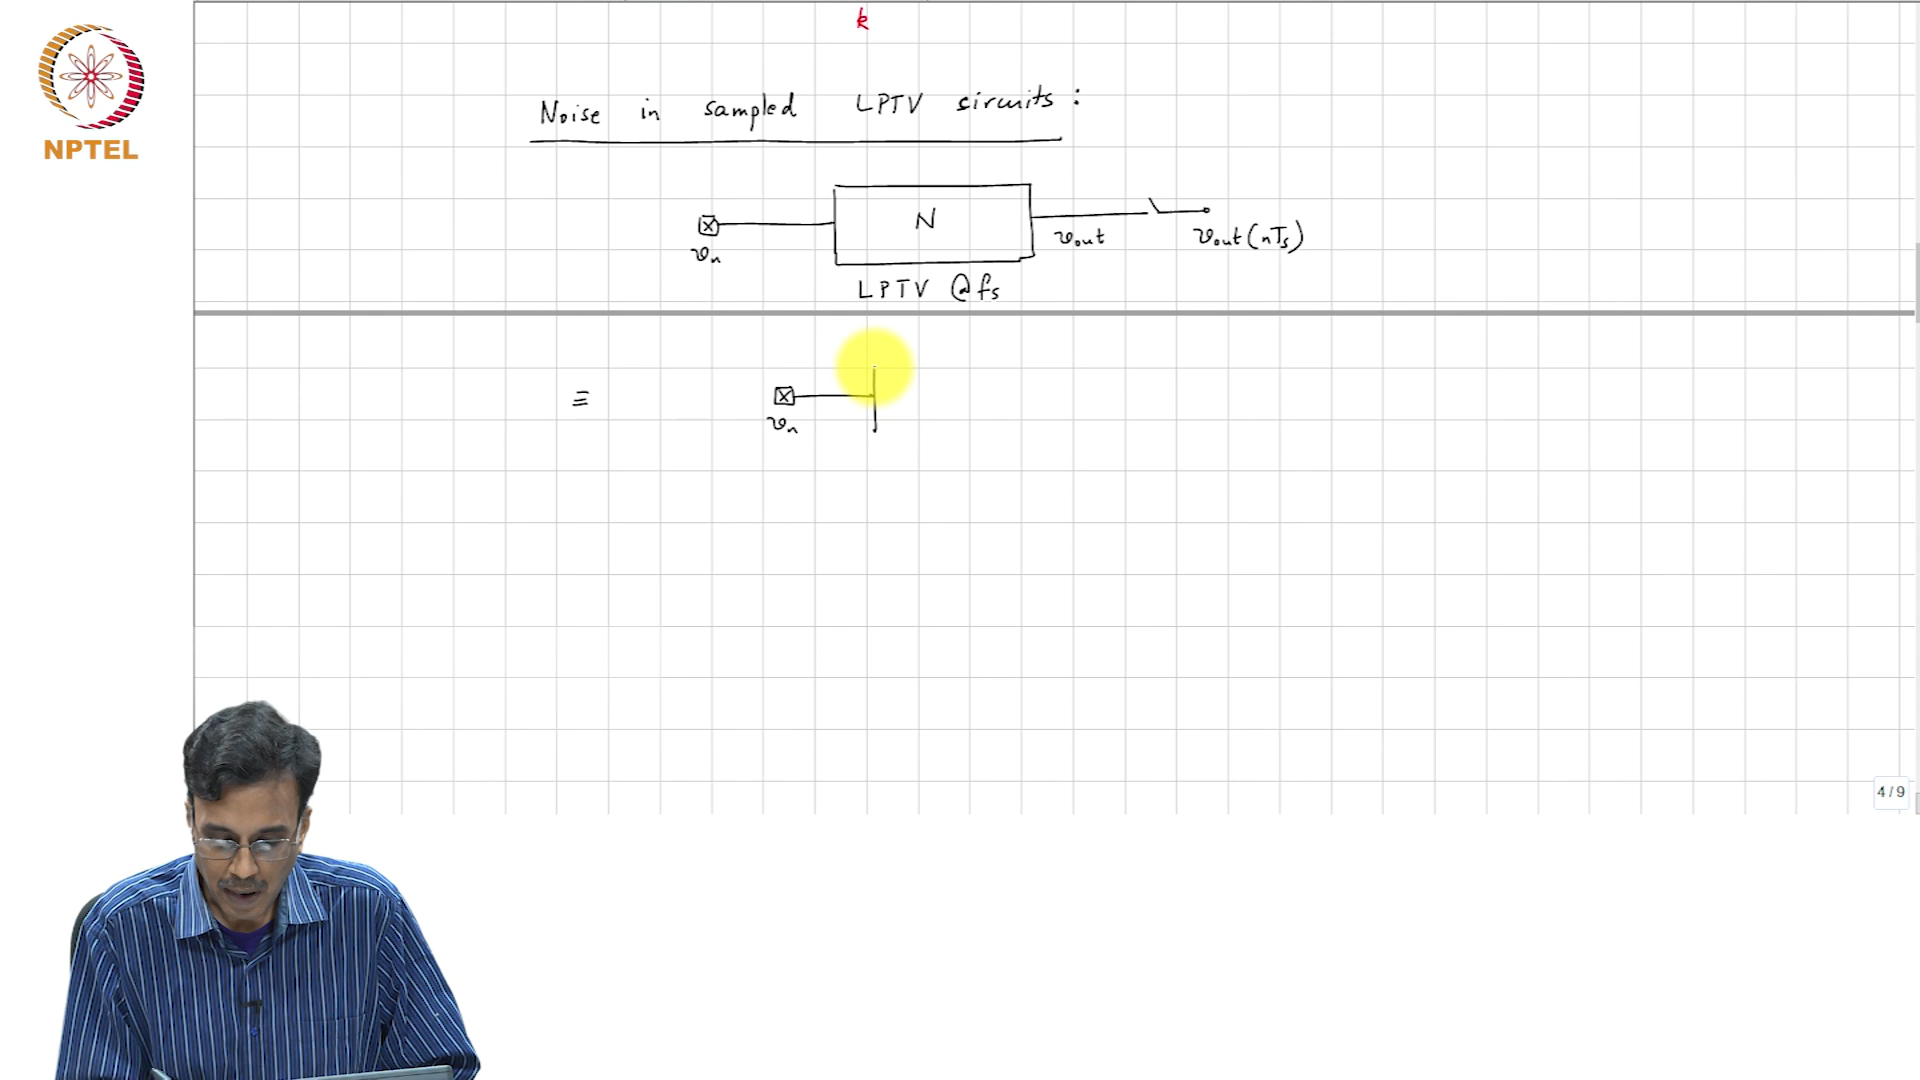 k
NPTEL
Noise in sampled LPTV circuits :
N
vn
vout
vout(nTs)
LPTV @fs
≡
vn
4 / 9